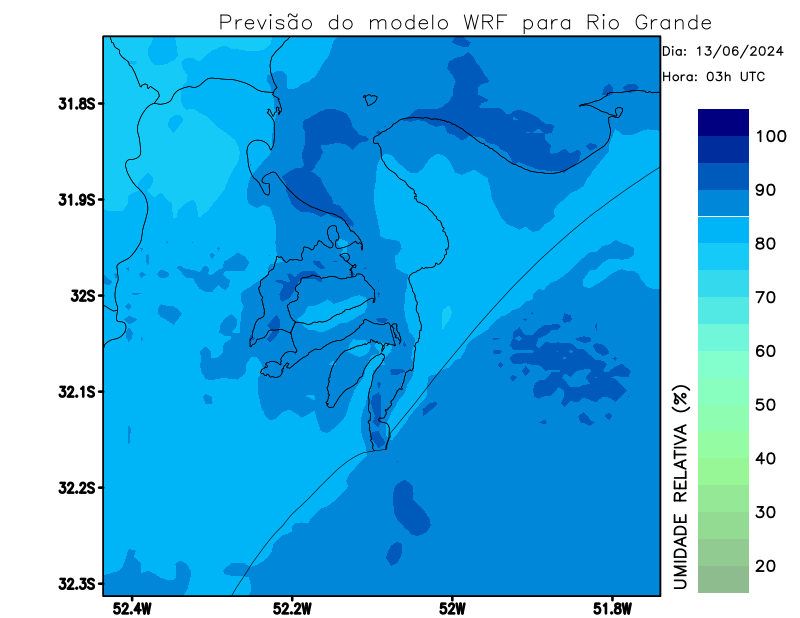 Previsão do modelo WRF para Rio Grande
Dia: 13/06/2024
Hora: 03h UTC
31.8S
31.9S
32S
32.1S
32.2S
32.3S
52.4W 52.2W 52W 51.8W
100
90
80
70
60
50
40
30
20
UMIDADE RELATIVA (%)